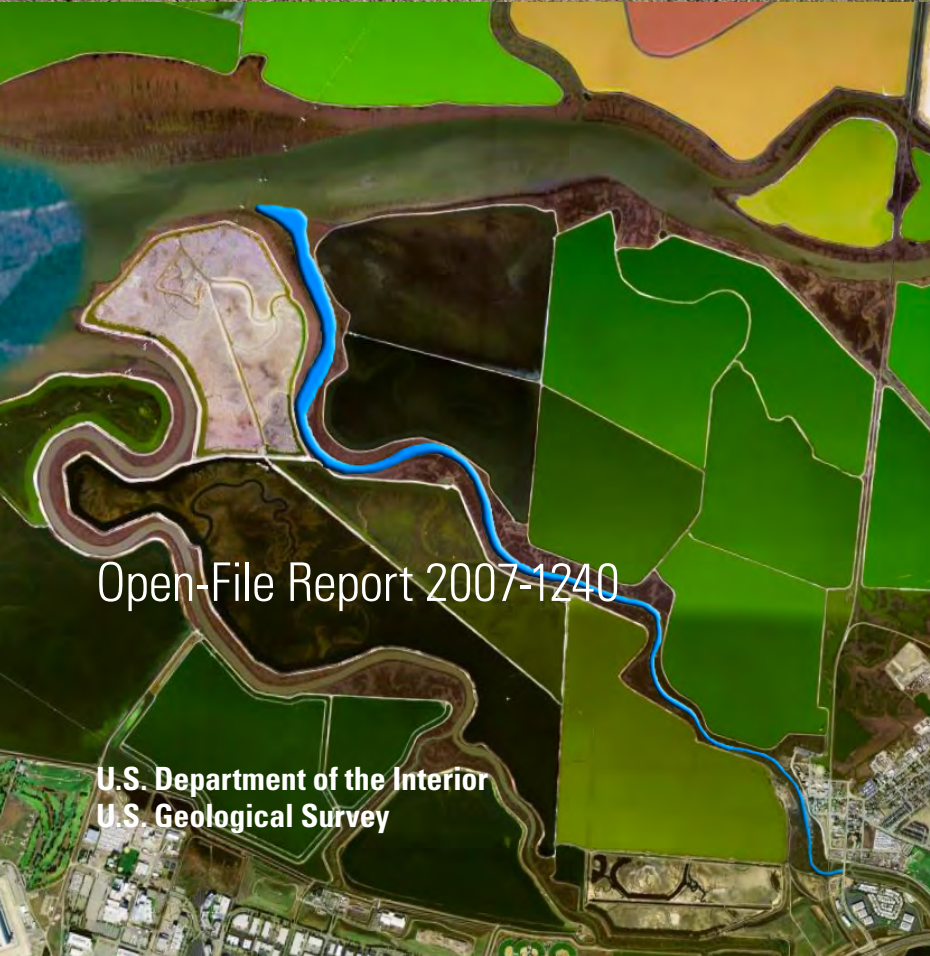 Open-File Report 2007-1240
U.S. Department of the Interior
U.S. Geological Survey